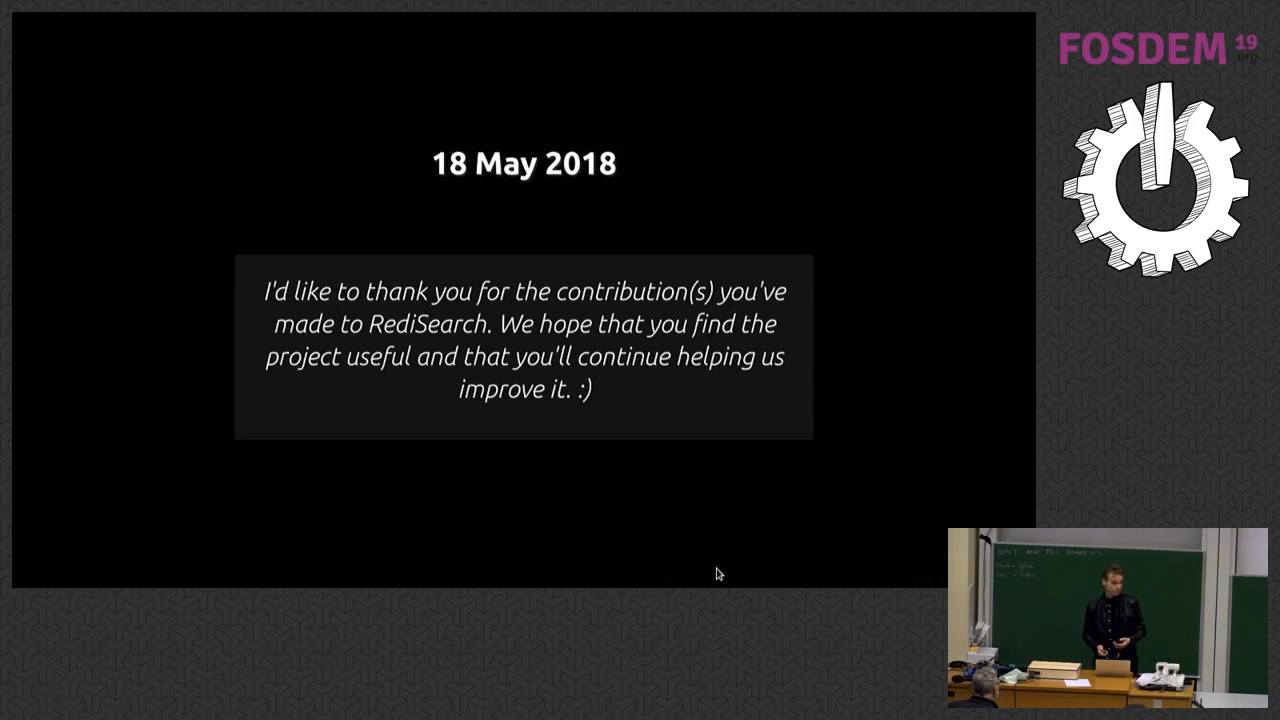 18 May 2018
I'd like to thank you for the contribution(s) you've
made to RediSearch. We hope that you find the
project useful and that you'll continue helping us
improve it. :)
FOSDEM 19
.org